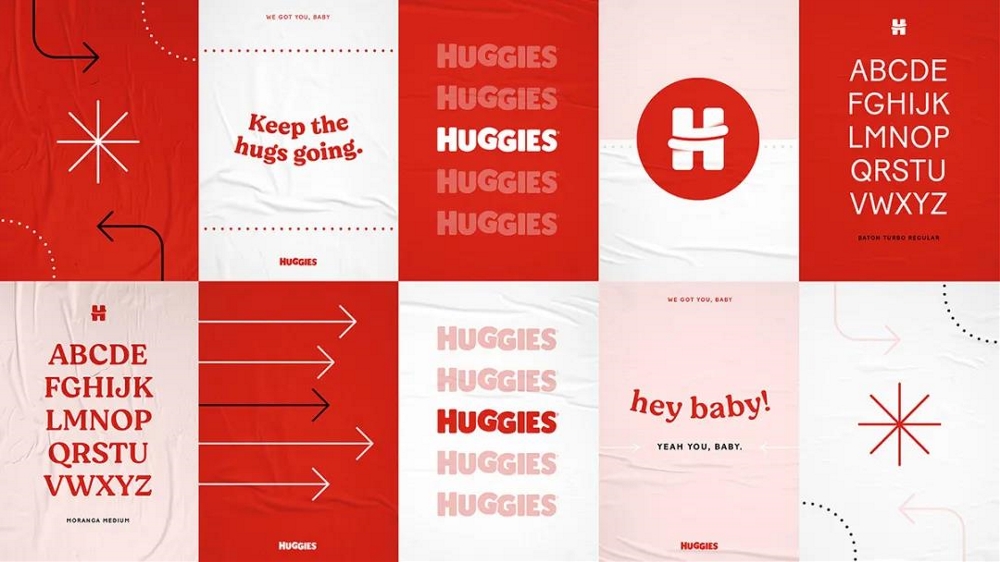 WE GOT YOU, BABY
Keep the
hugs going.
HUGGIES
HUGGIES
HUGGIES
HUGGIES
HUGGIES
HUGGIES
H
H
ABCDE
FGHIJK
LMNOP
QRSTU
VWXYZ
BATON TURBO REGULAR
H
ABCDE
FGHIJK
LMNOP
QRSTU
VWXYZ
MORANGA MEDIUM
HUGGIES
HUGGIES
HUGGIES
HUGGIES
HUGGIES
HUGGIES
WE GOT YOU, BABY
hey baby!
YEAH YOU, BABY.
HUGGIES